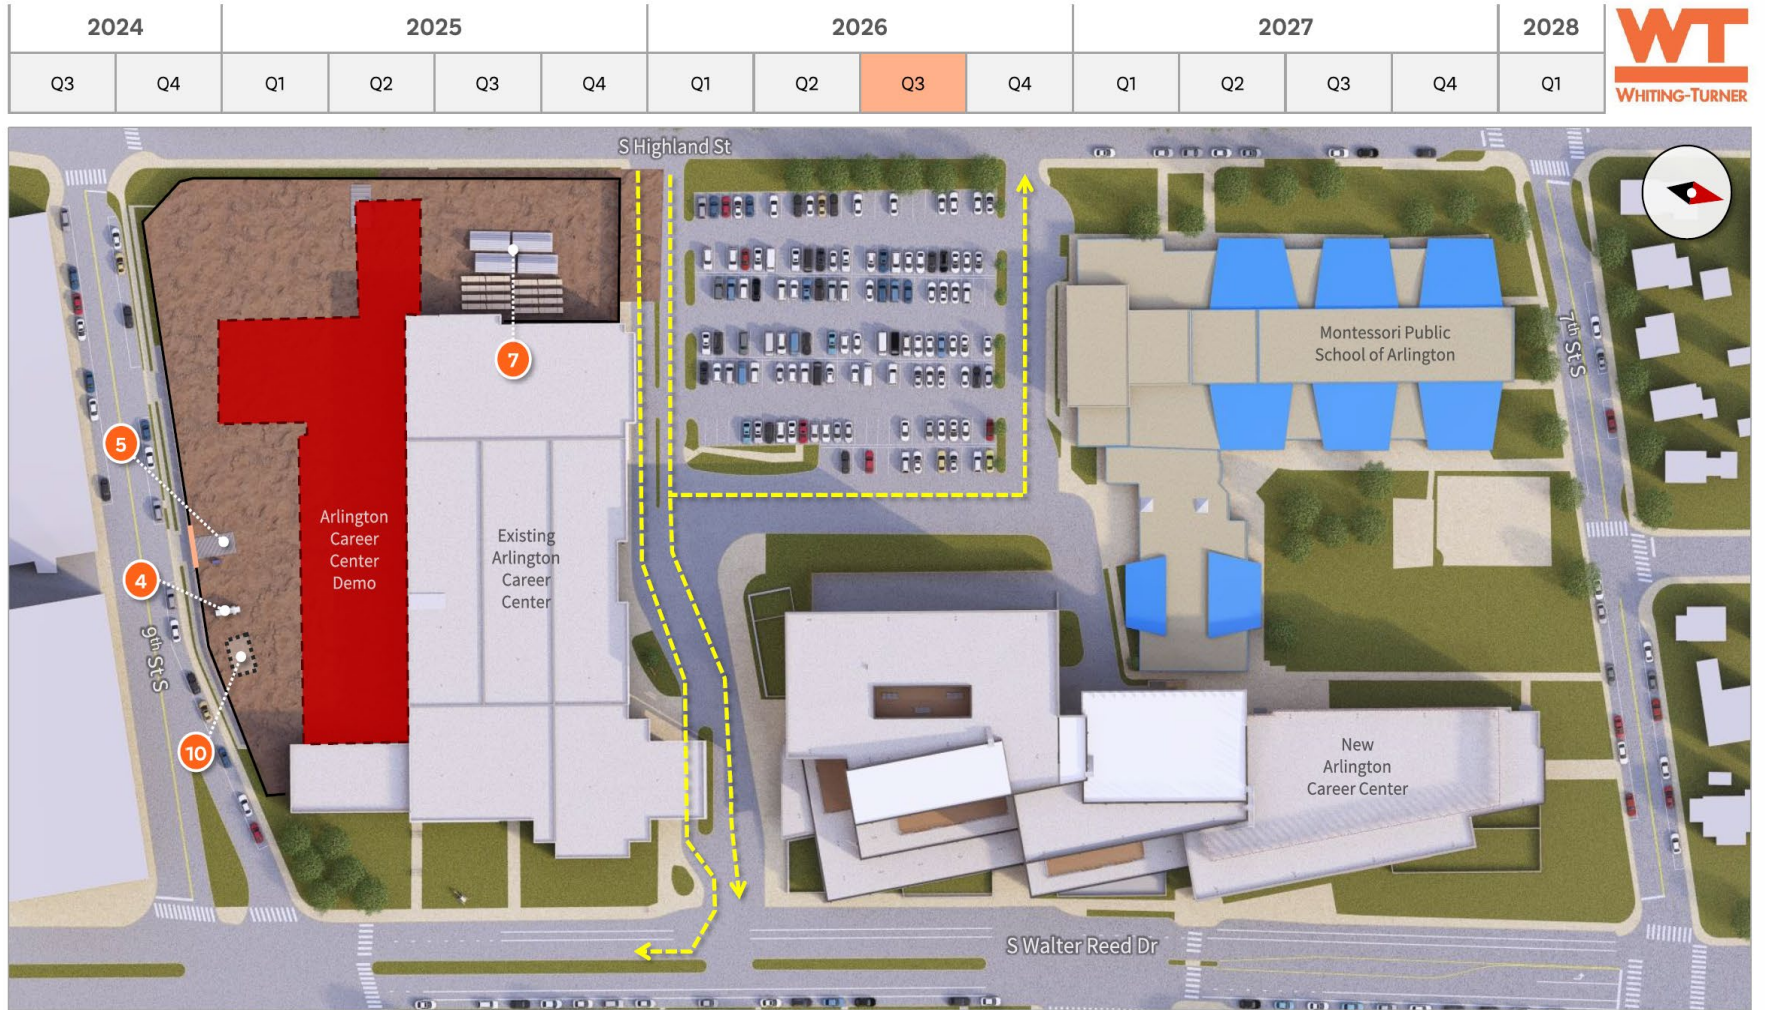 2024 2025 2026 2027 2028
Q3 Q4 Q1 Q2 Q3 Q4 Q1 Q2 Q3 Q4 Q1 Q2 Q3 Q4 Q1
WT
WHITING-TURNER
S Highland St
Montessori Public
School of Arlington
7th St S
7
5
Arlington
Career
Center
Demo
Existing
Arlington
Career
Center
4
9th St S
10
New
Arlington
Career Center
S Walter Reed Dr